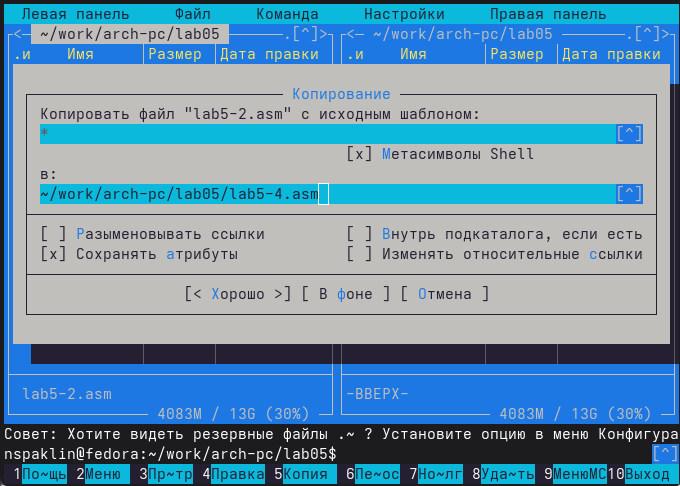 Левая панель Файл Команда Настройки Правая панель
<─ ~/work/arch-pc/lab05 ─.[^]> <─ ~/work/arch-pc/lab05 ─.[^]>
.и Имя Размер Дата правки .и Имя Размер Дата правки
Копирование
Копировать файл "lab5-2.asm" с исходным шаблоном:
* [^]
[x] Метасимволы Shell
в:
~/work/arch-pc/lab05/lab5-4.asm [^]
[ ] Разыменовывать ссылки [ ] Внутрь подкаталога, если есть
[x] Сохранять атрибуты [ ] Изменять относительные ссылки
[< Хорошо >] [ В фоне ] [ Отмена ]
lab5-2.asm -ВВЕРХ-
4083M / 13G (30%) 4083M / 13G (30%)
Совет: Хотите видеть резервные файлы .~ ? Установите опцию в меню Конфигура
nspaklin@fedora:~/work/arch-pc/lab05$ [^]
1По~щь 2Меню 3Пр~тр 4Правка 5Копия 6Пе~ос 7Но~лг 8Уда~ть 9МенюMC 10Выход